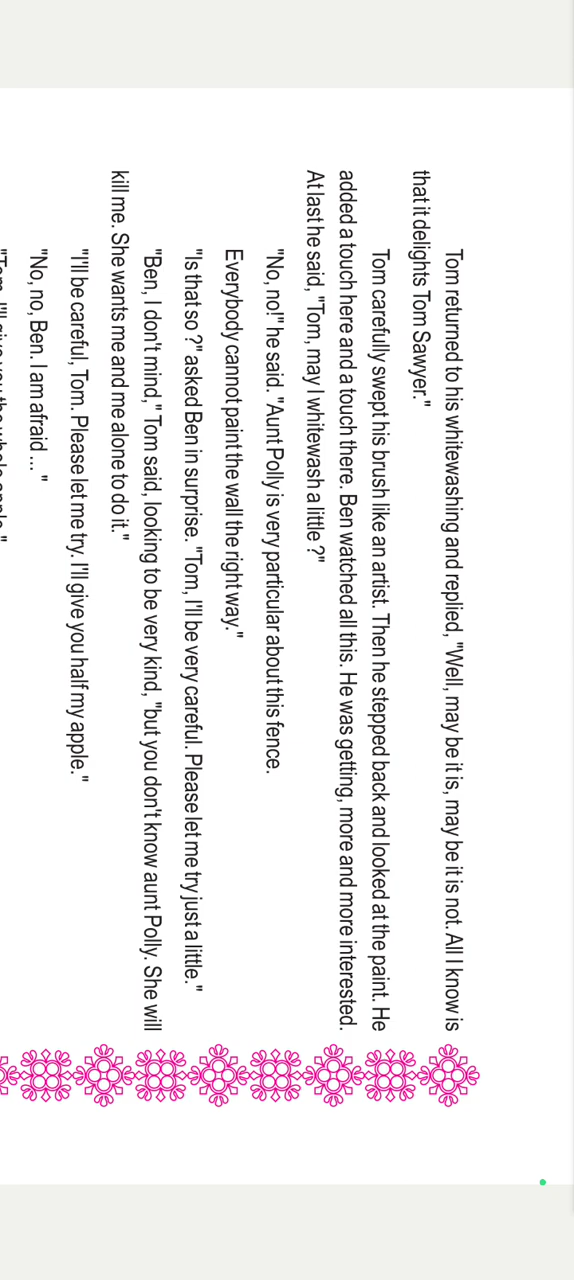 Tom returned to his whitewashing and replied, "Well, may be it is, may be it is not. All I know is
that it delights Tom Sawyer."
Tom carefully swept his brush like an artist. Then he stepped back and looked at the paint. He
added a touch here and a touch there. Ben watched all this. He was getting, more and more interested.
At last he said, "Tom, may I whitewash a little ?"
"No, no!" he said. "Aunt Polly is very particular about this fence.
Everybody cannot paint the wall the right way."
"Is that so ?" asked Ben in surprise. "Tom, I'll be very careful. Please let me try just a little."
"Ben, I don't mind," Tom said, looking to be very kind, "but you don't know aunt Polly. She will
kill me. She wants me and me alone to do it."
"I'll be careful, Tom. Please let me try. I'll give you half my apple."
"No, no, Ben. I am afraid ... "
"Tom, I'll give you the whole apple."